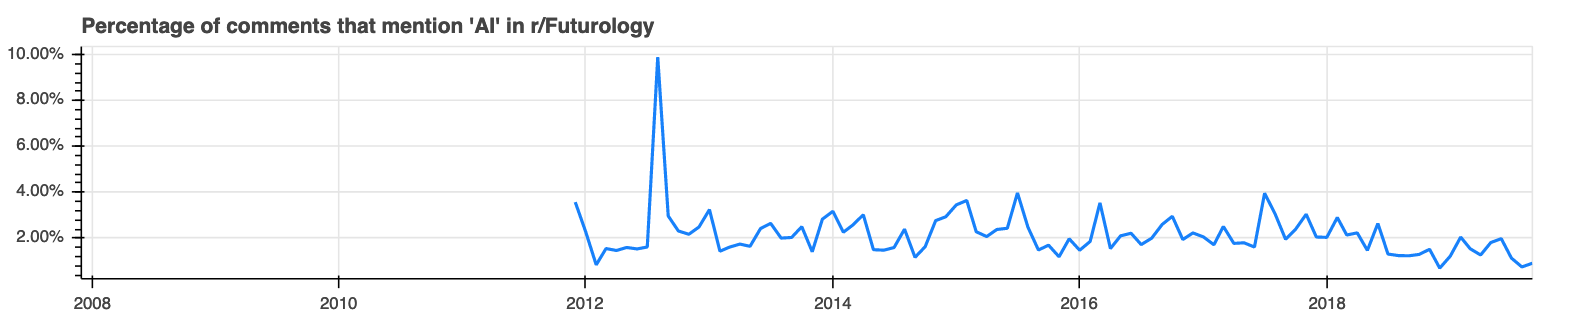 Percentage of comments that mention 'AI' in r/Futurology
10.00%
8.00%
6.00%
4.00%
2.00%
2008 2010 2012 2014 2016 2018